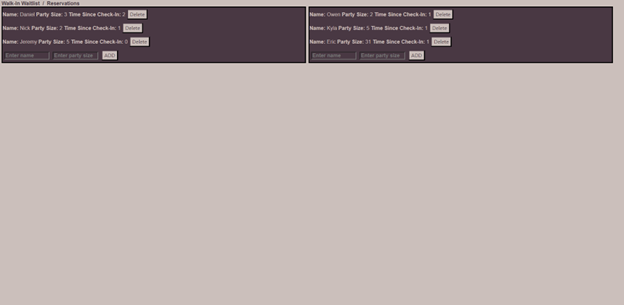 Walk-in Waitlist / Reservations
Name: Daniel Party Size: 3 Time Since Check-In: 2 Delete
Name: Nick Party Size: 2 Time Since Check-In: 1 Delete
Name: Jeremy Party Size: 5 Time Since Check-In: 0 Delete
Enter name Enter party size ADD
Name: Owen Party Size: 2 Time Since Check-In: 1 Delete
Name: Kyla Party Size: 5 Time Since Check-In: 1 Delete
Name: Eric Party Size: 31 Time Since Check-In: 1 Delete
Enter name Enter party size ADD